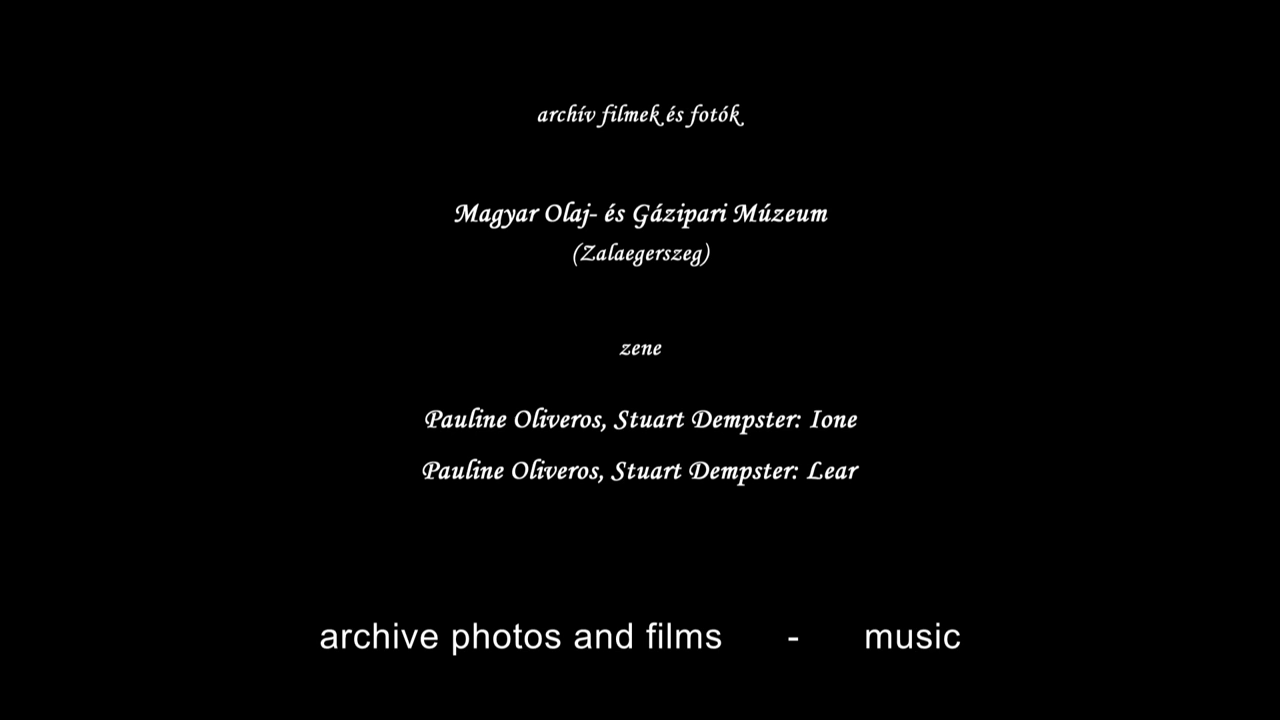 archív filmek és fotók
Magyar Olaj- és Gázipari Múzeum
(Zalaegerszeg)
zene
Pauline Oliveros, Stuart Dempster: Ione
Pauline Oliveros, Stuart Dempster: Lear
archive photos and films - music